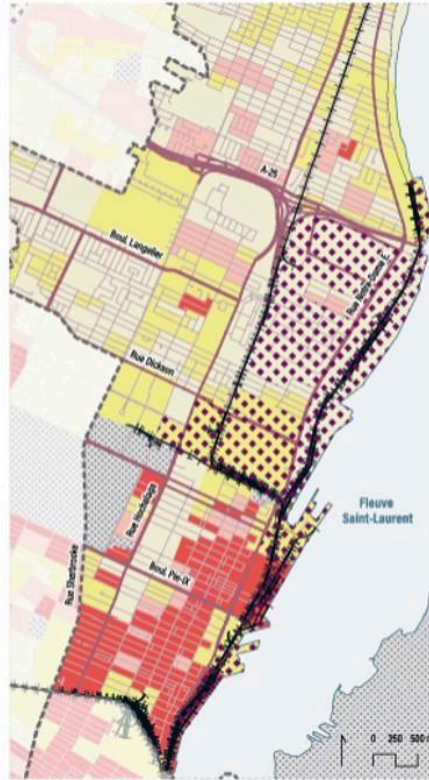 A-25
Boul. Langelier
Rue Notre-Dame E.
Rue Dickson
Fleuve
Saint-Laurent
Rue Hochelaga
Rue Sherbrooke
Boul. Pie-IX
0 250 500 m